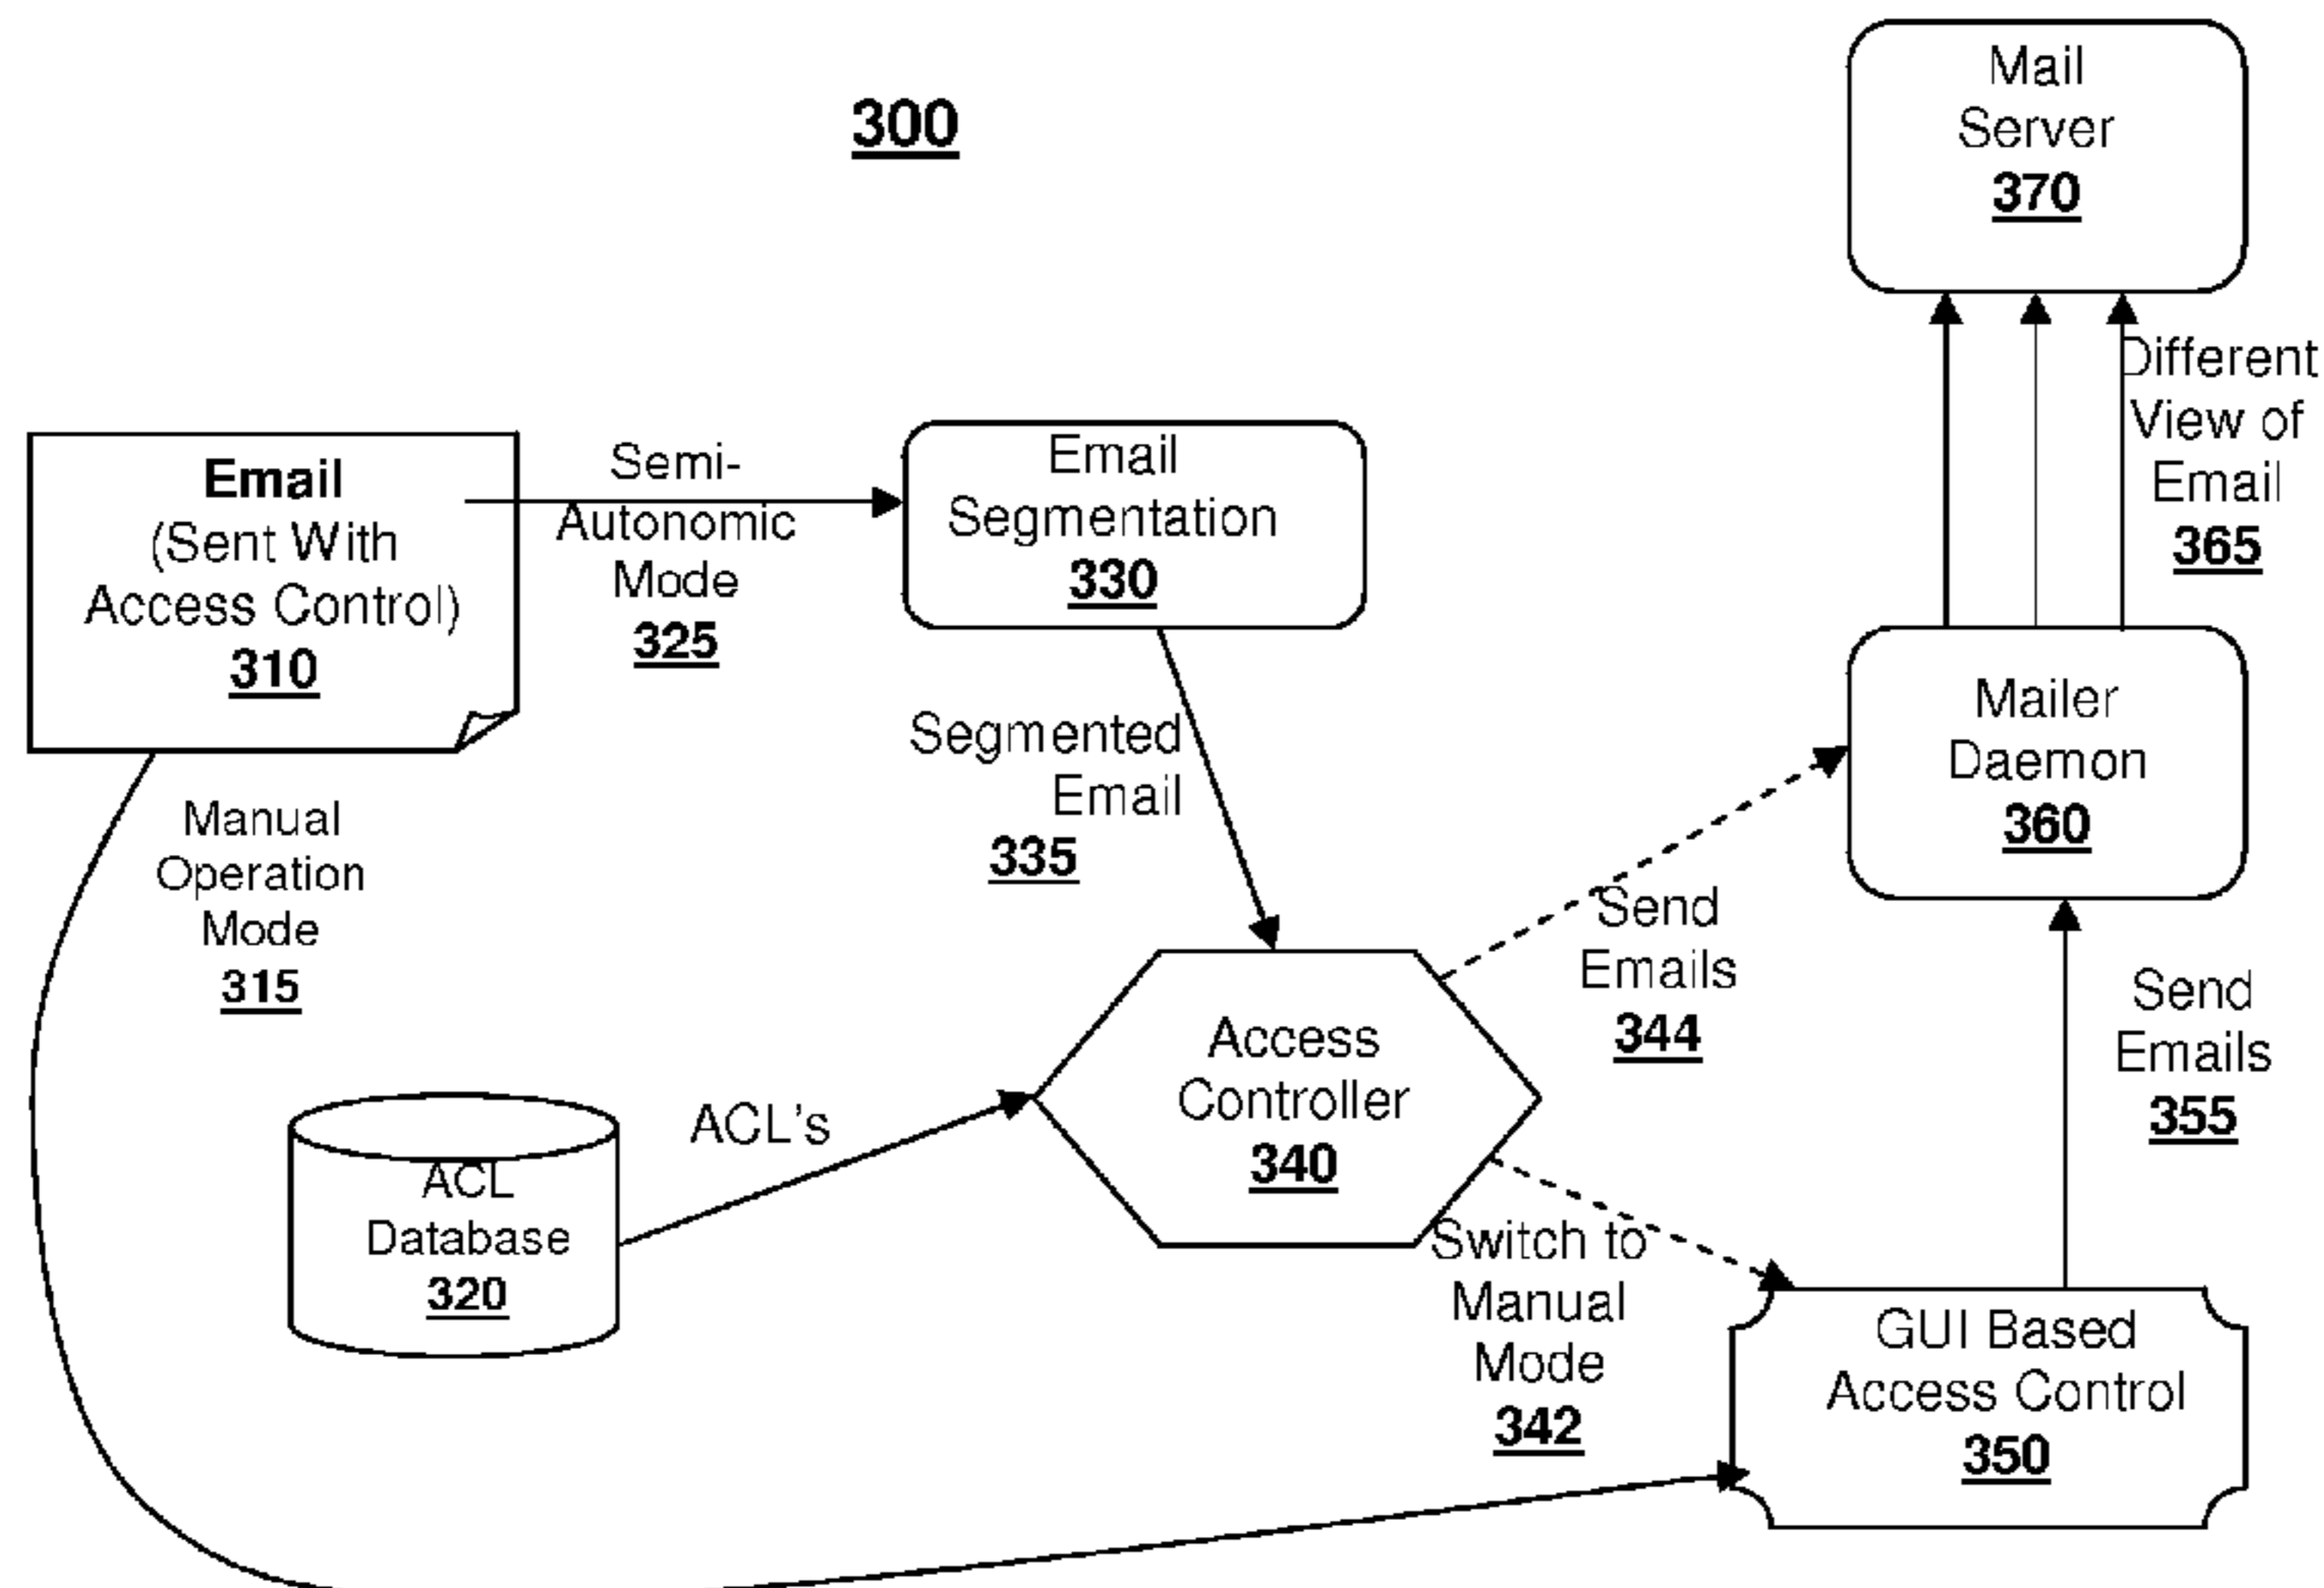 300
Mail
Server
370
Different
View of
Email
365
Email
(Sent With
Access Control)
310
Semi-
Autonomic
Mode
325
Email
Segmentation
330
Segmented
Email
335
Manual
Operation
Mode
315
Mailer
Daemon
360
Send
Emails
344
Send
Emails
355
Access
Controller
340
ACL's
ACL
Database
320
Switch to
Manual
Mode
342
GUI Based
Access Control
350